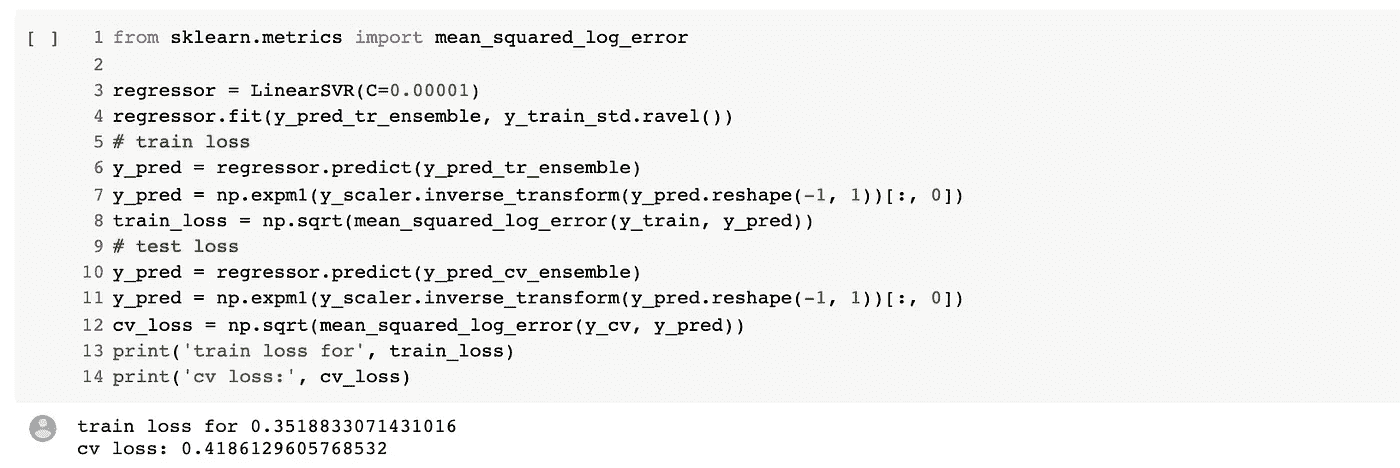 [ ] 1 from sklearn.metrics import mean_squared_log_error
2
3 regressor = LinearSVR(C=0.00001)
4 regressor.fit(y_pred_tr_ensemble, y_train_std.ravel())
5 # train loss
6 y_pred = regressor.predict(y_pred_tr_ensemble)
7 y_pred = np.expm1(y_scaler.inverse_transform(y_pred.reshape(-1, 1))[:, 0])
8 train_loss = np.sqrt(mean_squared_log_error(y_train, y_pred))
9 # test loss
10 y_pred = regressor.predict(y_pred_cv_ensemble)
11 y_pred = np.expm1(y_scaler.inverse_transform(y_pred.reshape(-1, 1))[:, 0])
12 cv_loss = np.sqrt(mean_squared_log_error(y_cv, y_pred))
13 print('train loss for', train_loss)
14 print('cv loss:', cv_loss)
train loss for 0.3518833071431016
cv loss: 0.4186129605768532